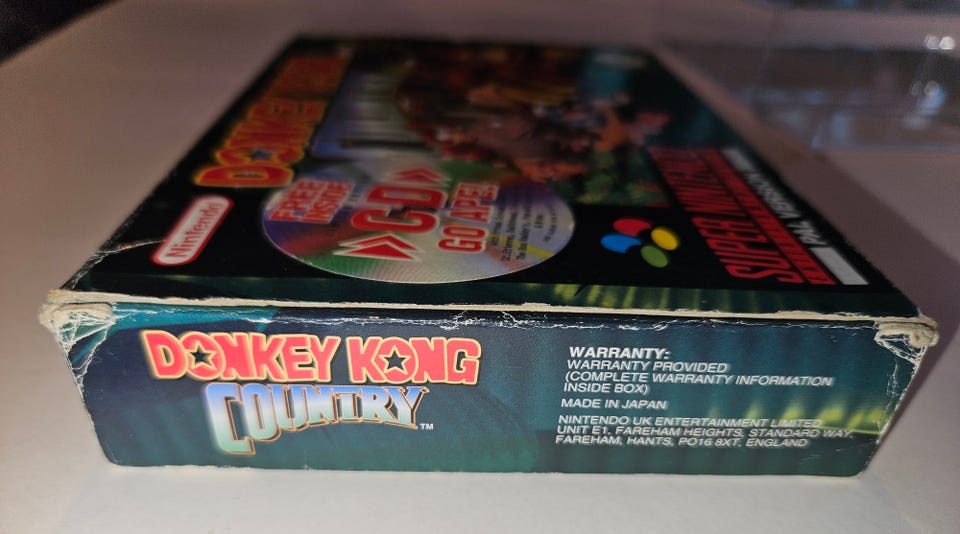 DONKEY KONG
Nintendo
FREE
INSIDE
CD
GO APE!
SUPER NINTENDO
PAL VERSION
DONKEY KONG
COUNTRY™
WARRANTY:
WARRANTY PROVIDED
(COMPLETE WARRANTY INFORMATION
INSIDE BOX)
MADE IN JAPAN
NINTENDO UK ENTERTAINMENT LIMITED
UNIT E1, FAREHAM HEIGHTS, STANDARD WAY,
FAREHAM, HANTS, PO16 8XT, ENGLAND